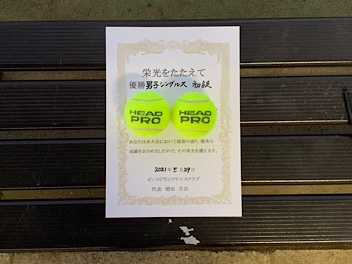 栄光をたたえて
優勝 男子シングルス 初級
HEAD
PRO
HEAD
PRO
あなたは本大会において頭書の通り、優秀な
成績をおさめましたので、その栄光を讃えます。
2021年5月29日
インスピリッツテニスクラブ
代表